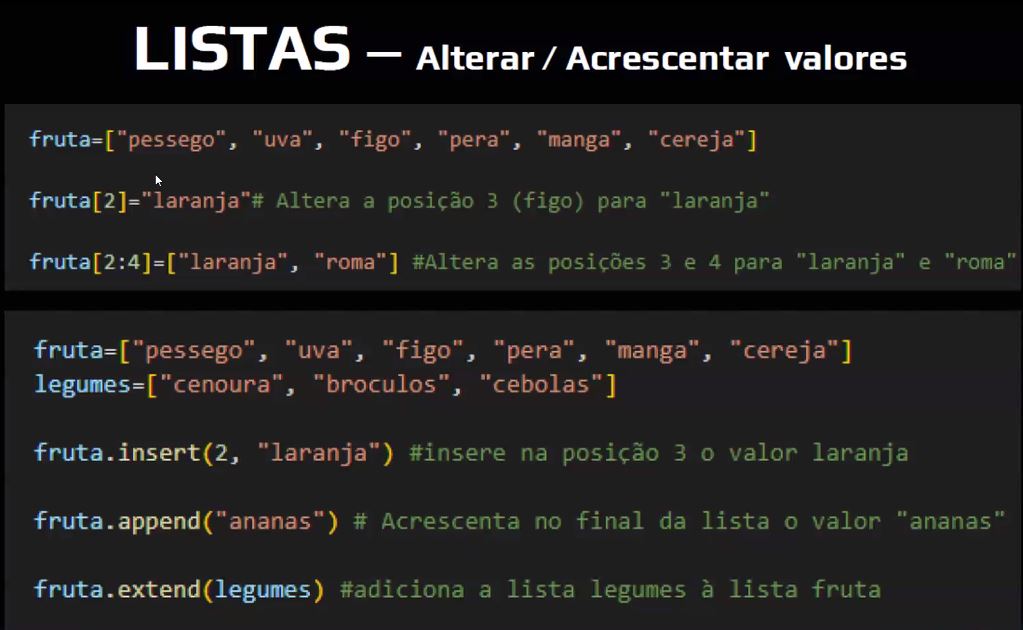 LISTAS — Alterar / Acrescentar valores
fruta=["pessego", "uva", "figo", "pera", "manga", "cereja"]
fruta[2]="laranja"# Altera a posição 3 (figo) para "laranja"
fruta[2:4]=["laranja", "roma"] #Altera as posições 3 e 4 para "laranja" e "roma"
fruta=["pessego", "uva", "figo", "pera", "manga", "cereja"]
legumes=["cenoura", "broculos", "cebolas"]
fruta.insert(2, "laranja") #insere na posição 3 o valor laranja
fruta.append("ananas") # Acrescenta no final da lista o valor "ananas"
fruta.extend(legumes) #adiciona a lista legumes à lista fruta